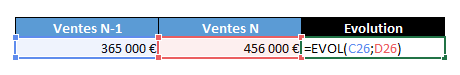 Ventes N-1 Ventes N Evolution
365 000 € 456 000 € =EVOL(C26;D26)